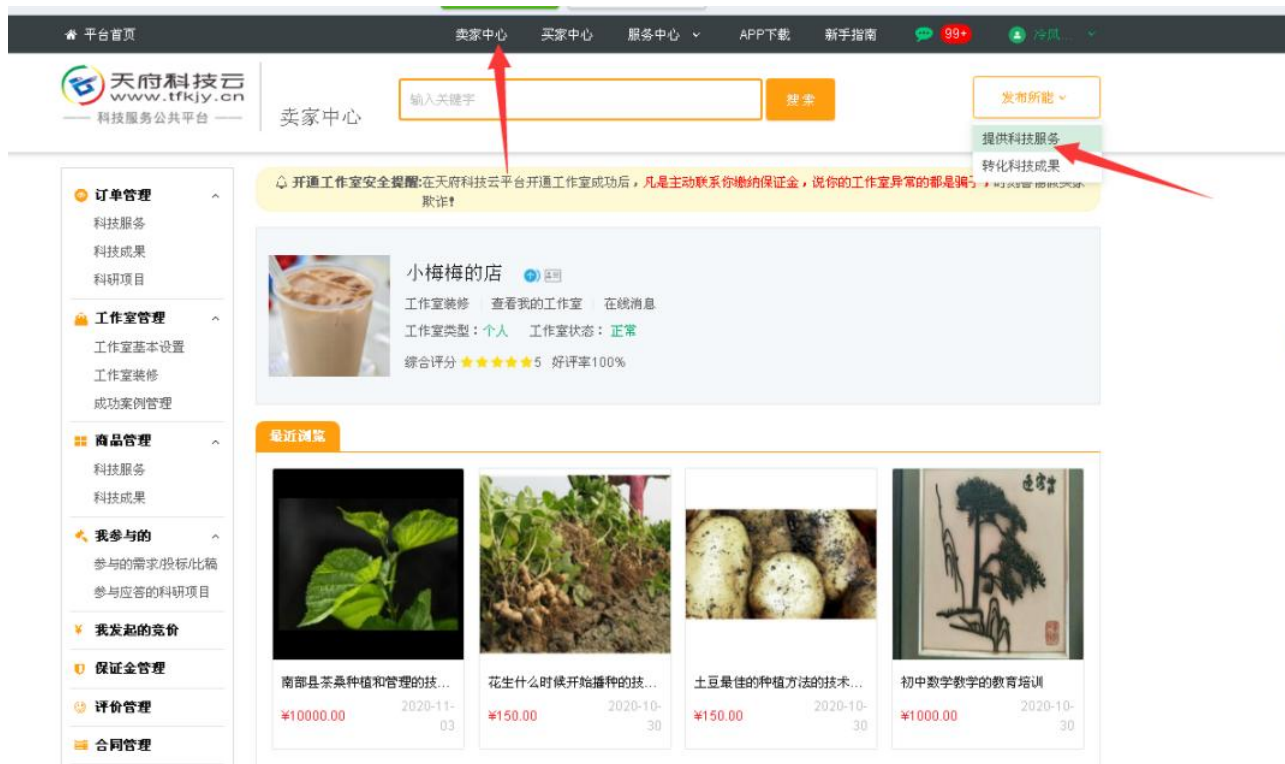 平台首页
卖家中心 买家中心 服务中心 APP下载 新手指南 99+
天府科技云
www.tfkjy.cn
科技服务公共平台
卖家中心
输入关键字
搜索
发布所能
提供科技服务
转化科技成果
订单管理
科技服务
科技成果
科研项目
工作室管理
工作室基本设置
工作室装修
成功案例管理
商品管理
科技服务
科技成果
我参与的
参与的需求/投标/比稿
参与应答的科研项目
我发起的竞价
保证金管理
评价管理
合同管理
开通工作室安全提醒:在天府科技云平台开通工作室成功后，凡是主动联系你缴纳保证金，说你的工作室异常的都是骗子，
欺诈!
小梅梅的店
工作室装修 查看我的工作室 在线消息
工作室类型：个人 工作室状态：正常
综合评分 5 好评率100%
最近浏览
南部县茶桑种植和管理的技...
¥10000.00 2020-11-03
花生什么时候开始播种的技...
¥150.00 2020-10-30
土豆最佳的种植方法的技术...
¥150.00 2020-10-30
初中数学教学的教育培训
¥1000.00 2020-10-30